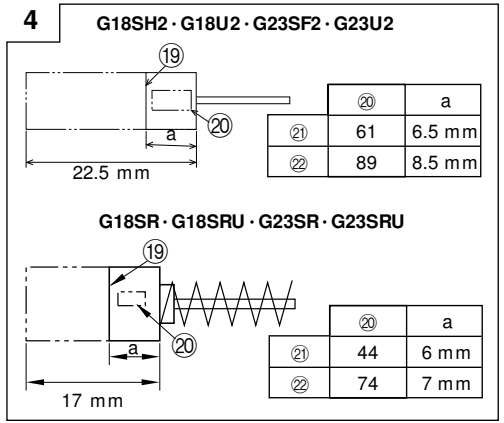 4
G18SH2 · G18U2 · G23SF2 · G23U2
⑲
a
⑳
22.5 mm
⑳ a
㉑ 61 6.5 mm
㉒ 89 8.5 mm
G18SR · G18SRU · G23SR · G23SRU
⑲
a
⑳
17 mm
⑳ a
㉑ 44 6 mm
㉒ 74 7 mm